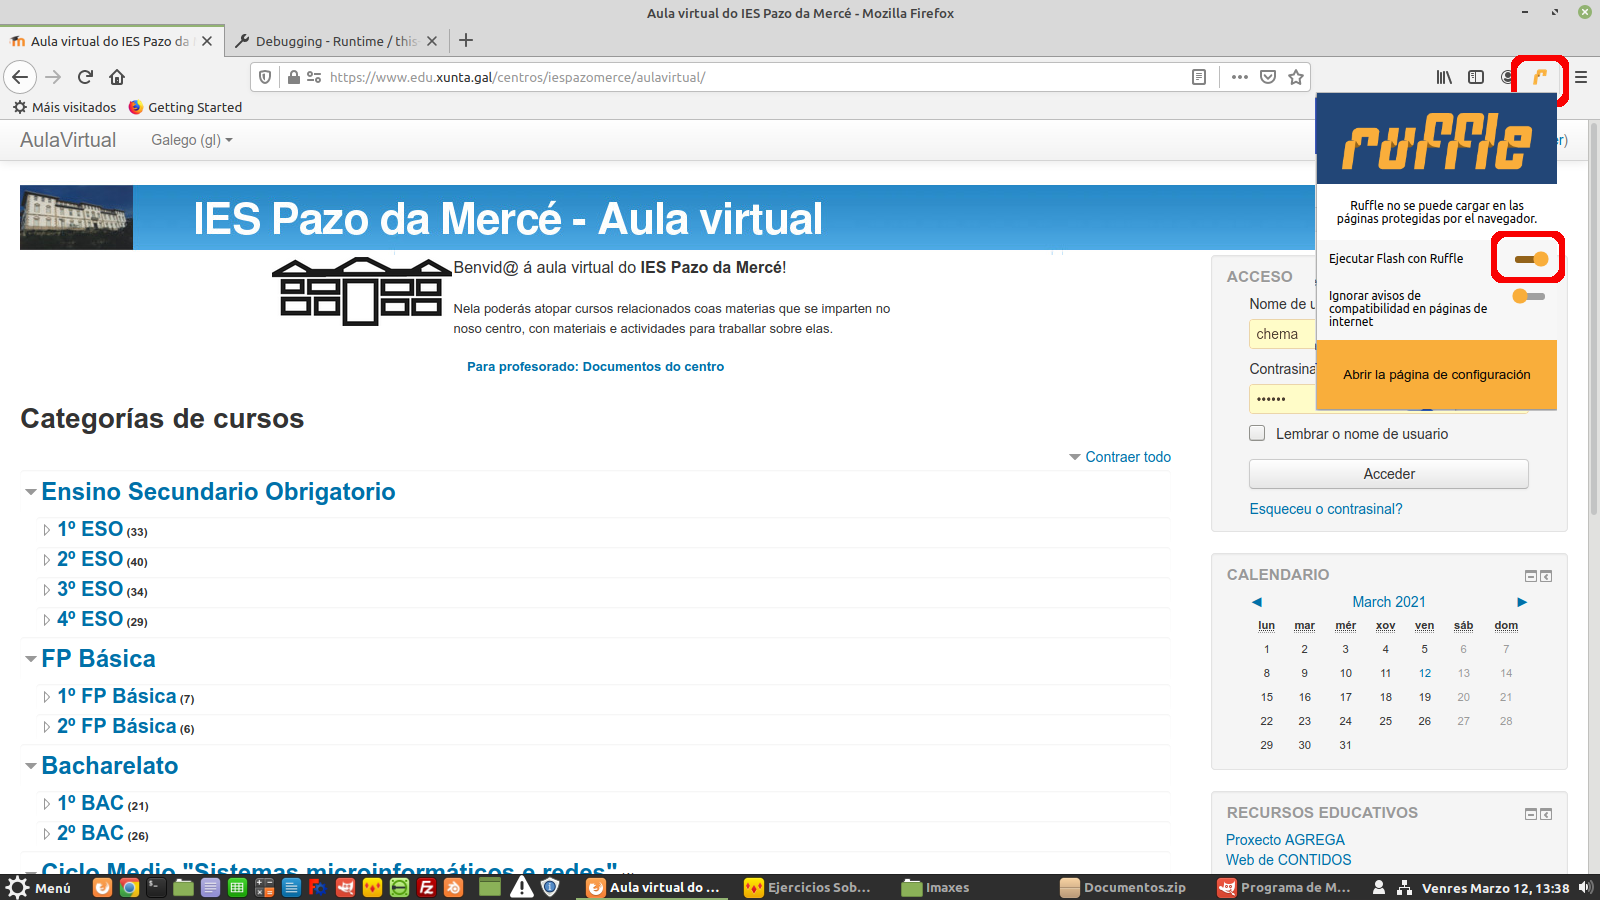 Aula virtual do IES Pazo da Mercé - Mozilla Firefox
Aula virtual do IES Pazo da
Debugging - Runtime / this
https://www.edu.xunta.gal/centros/iespazomerce/aulavirtual/
Máis visitados
Getting Started
AulaVirtual
Galego (gl)
ruffle
Ruffle no se puede cargar en las
páginas protegidas por el navegador.
Ejecutar Flash con Ruffle
Ignorar avisos de
compatibilidad en páginas de
internet
Abrir la página de configuración
IES Pazo da Mercé - Aula virtual
Benvid@ á aula virtual do IES Pazo da Mercé!
Nela poderás atopar cursos relacionados coas materias que se imparten no
noso centro, con materiais e actividades para traballar sobre elas.
Para profesorado: Documentos do centro
Categorías de cursos
Contraer todo
Ensino Secundario Obrigatorio
1º ESO (33)
2º ESO (40)
3º ESO (34)
4º ESO (29)
FP Básica
1º FP Básica (7)
2º FP Básica (6)
Bacharelato
1º BAC (21)
2º BAC (26)
Ciclo Medio "Sistemas microinformáticos e redes"
ACCESO
Nome de u
chema
Contrasina
••••••
Lembrar o nome de usuario
Acceder
Esqueceu o contrasinal?
CALENDARIO
◄ March 2021 ►
lun mar mér xov ven sáb dom
1 2 3 4 5 6 7
8 9 10 11 12 13 14
15 16 17 18 19 20 21
22 23 24 25 26 27 28
29 30 31
RECURSOS EDUCATIVOS
Proxecto AGREGA
Web de CONTIDOS
Menú
Aula virtual do ...
Ejercicios Sob...
Imaxes
Documentos.zip
Programa de M...
Venres Marzo 12, 13:38